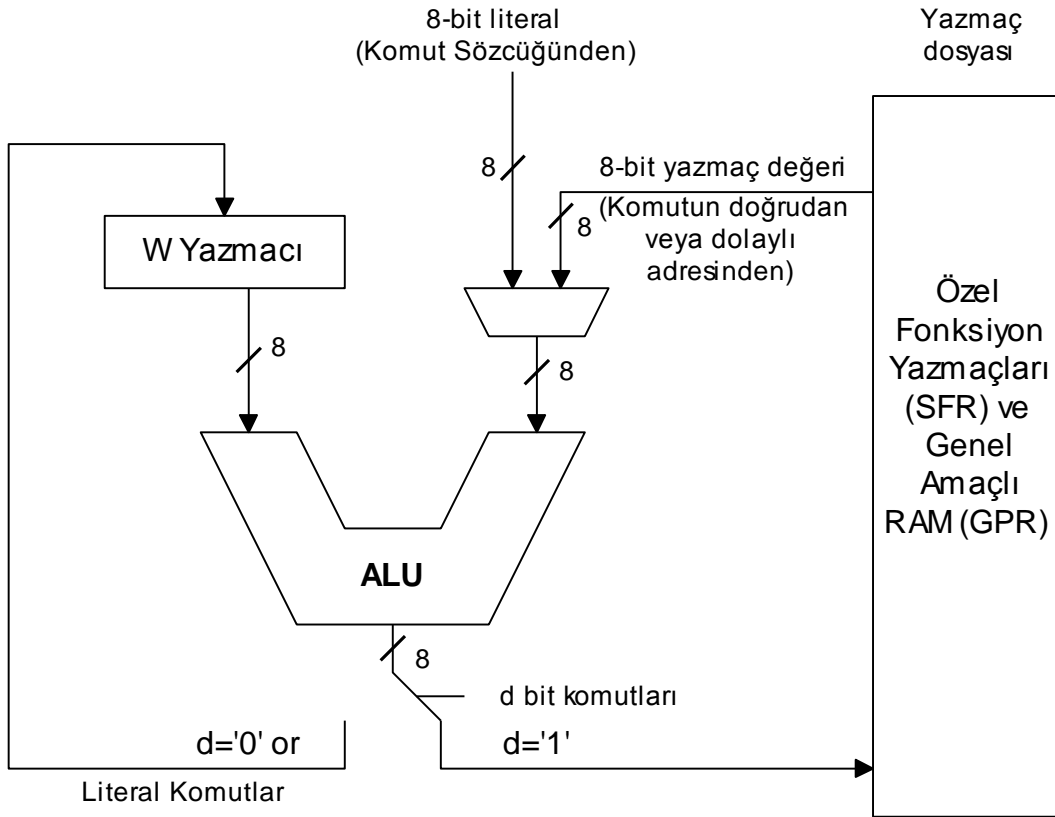 8-bit literal
(Komut Sözcüğünden)
Yazmaç
dosyası
8
8-bit yazmaç değeri
(Komutun doğrudan
veya dolaylı
adresinden)
8
W Yazmacı
8
8
Özel
Fonksiyon
Yazmaçları
(SFR) ve
Genel
Amaçlı
RAM (GPR)
ALU
8
d bit komutları
d='0' or
d='1'
Literal Komutlar